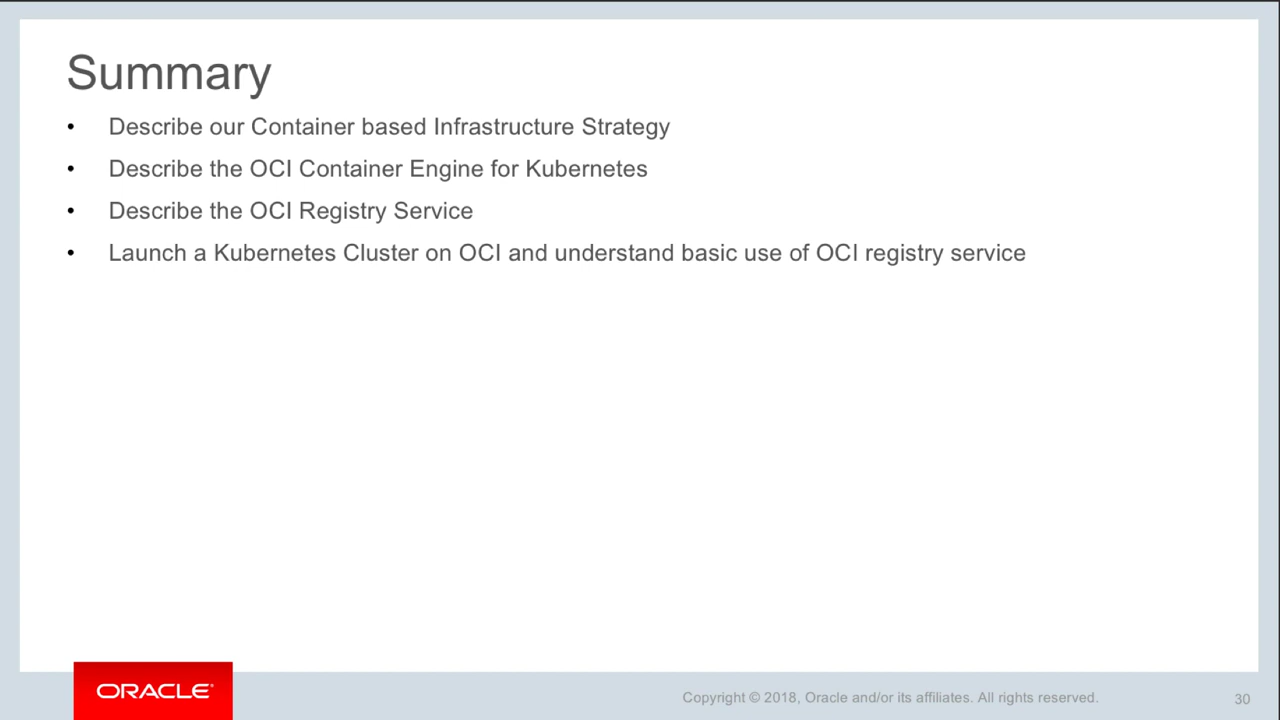 Summary
• Describe our Container based Infrastructure Strategy
• Describe the OCI Container Engine for Kubernetes
• Describe the OCI Registry Service
• Launch a Kubernetes Cluster on OCI and understand basic use of OCI registry service
ORACLE®
Copyright © 2018, Oracle and/or its affiliates. All rights reserved.
30